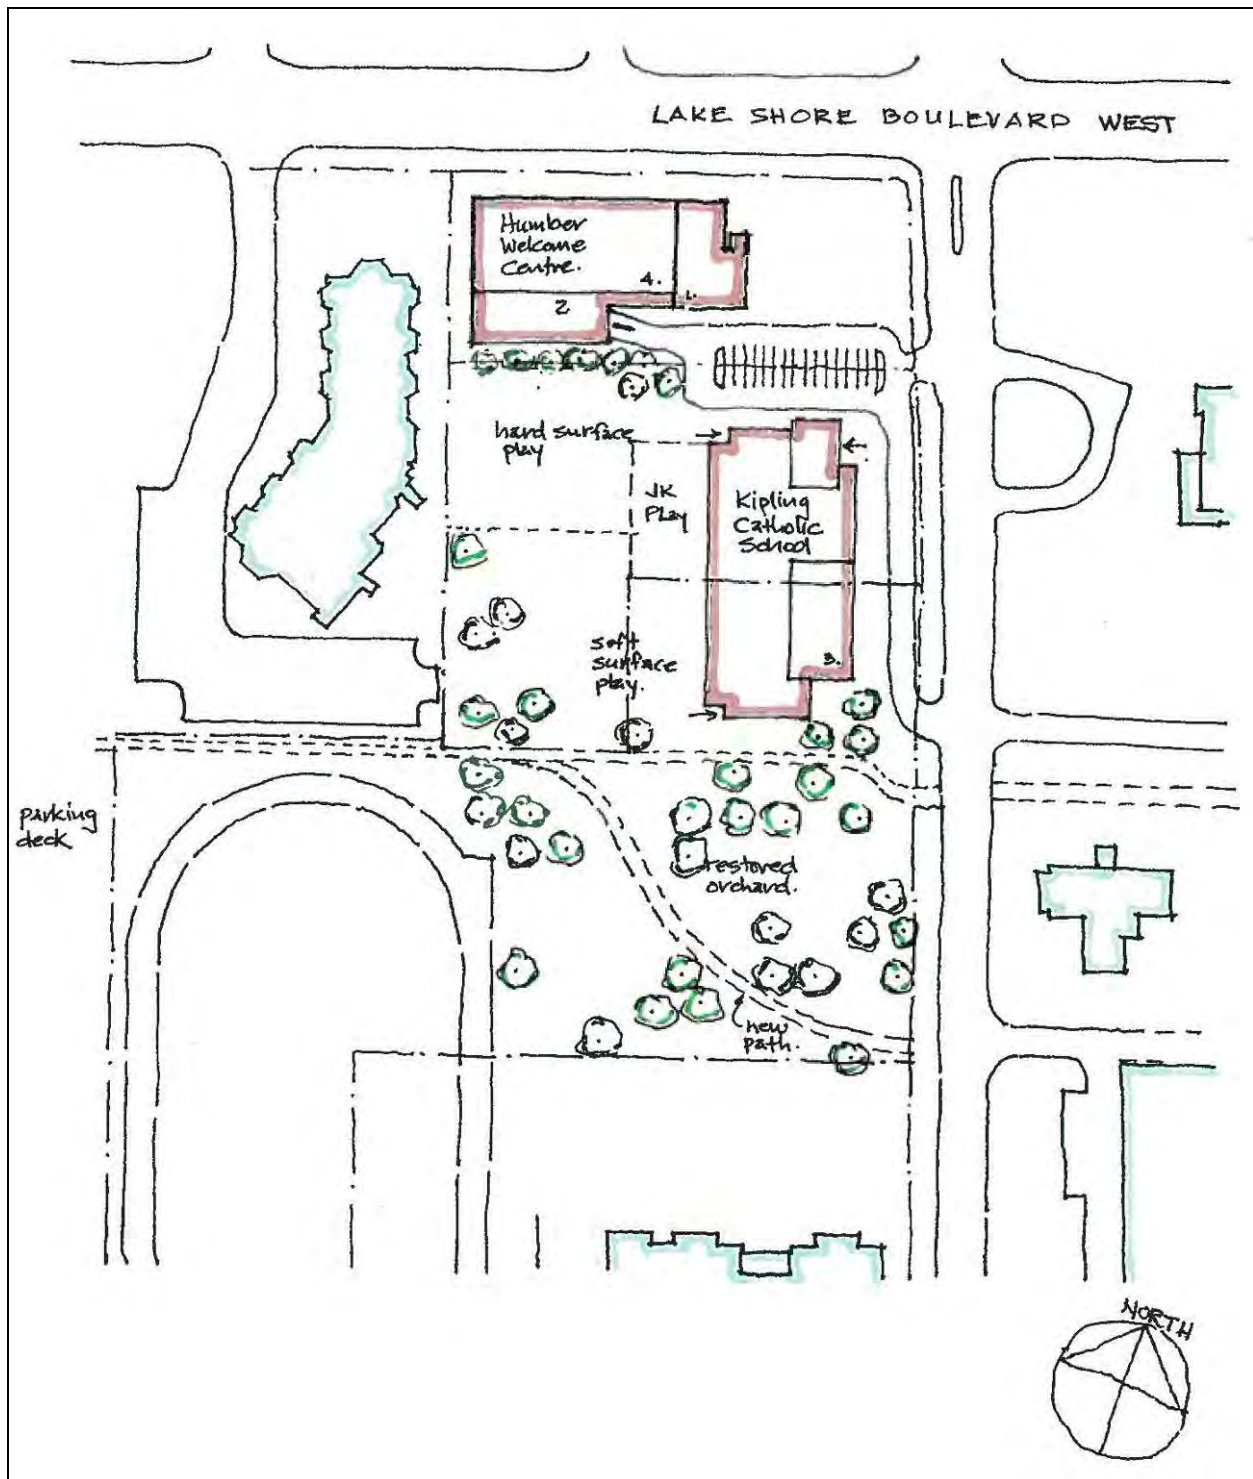 LAKE SHORE BOULEVARD WEST
Humber
Welcome
Centre.
4.
1.
2
hard surface
play
JK
Play
Kipling
Catholic
School
soft
surface
play.
3.
parking
deck
restored
orchard.
new
path.
NORTH